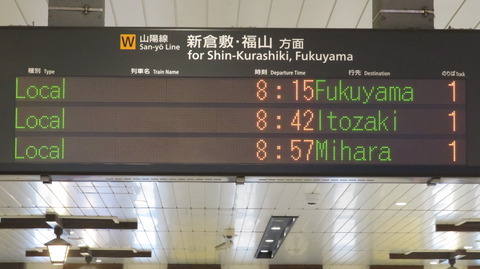 W 山陽線 San-yō Line 新倉敷・福山 方面 for Shin-Kurashiki, Fukuyama
種別 Type 列車名 Train Name 時刻 Departure Time 行先 Destination のりば Track
Local 8:15 Fukuyama 1
Local 8:42 Itozaki 1
Local 8:57 Mihara 1